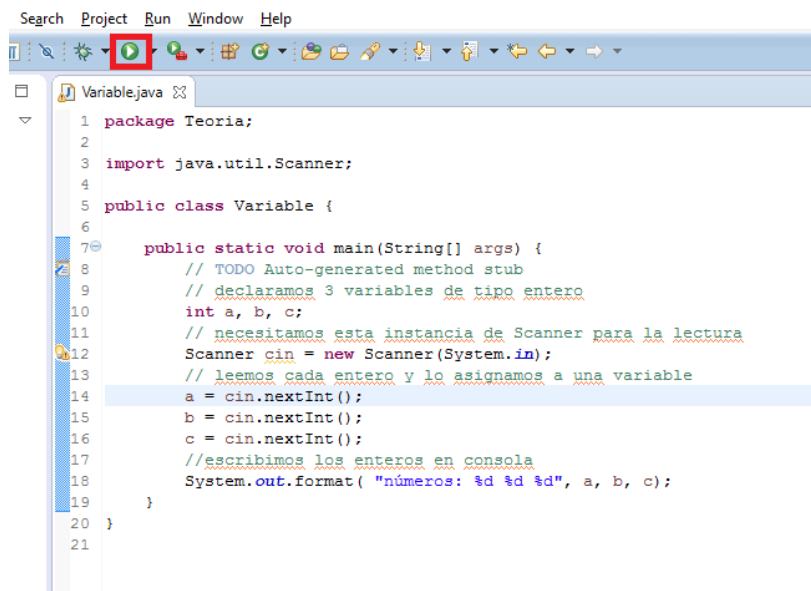 Search Project Run Window Help
Variable.java
1 package Teoria;
2
3 import java.util.Scanner;
4
5 public class Variable {
6
7 public static void main(String[] args) {
8 // TODO Auto-generated method stub
9 // declaramos 3 variables de tipo entero
10 int a, b, c;
11 // necesitamos esta instancia de Scanner para la lectura
12 Scanner cin = new Scanner(System.in);
13 // leemos cada entero y lo asignamos a una variable
14 a = cin.nextInt();
15 b = cin.nextInt();
16 c = cin.nextInt();
17 //escribimos los enteros en consola
18 System.out.format( "números: %d %d %d", a, b, c);
19 }
20 }
21